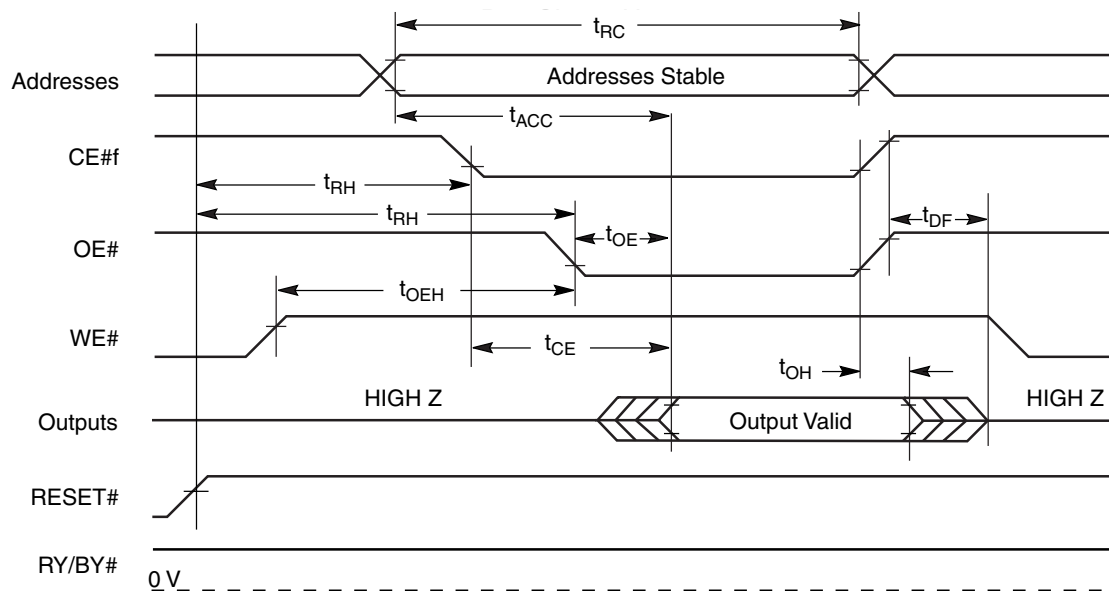 tRC
Addresses
Addresses Stable
tACC
CE#f
tRH
tRH
tOE
tDF
OE#
tOEH
WE#
tCE
tOH
HIGH Z
HIGH Z
Outputs
Output Valid
RESET#
RY/BY#
0 V